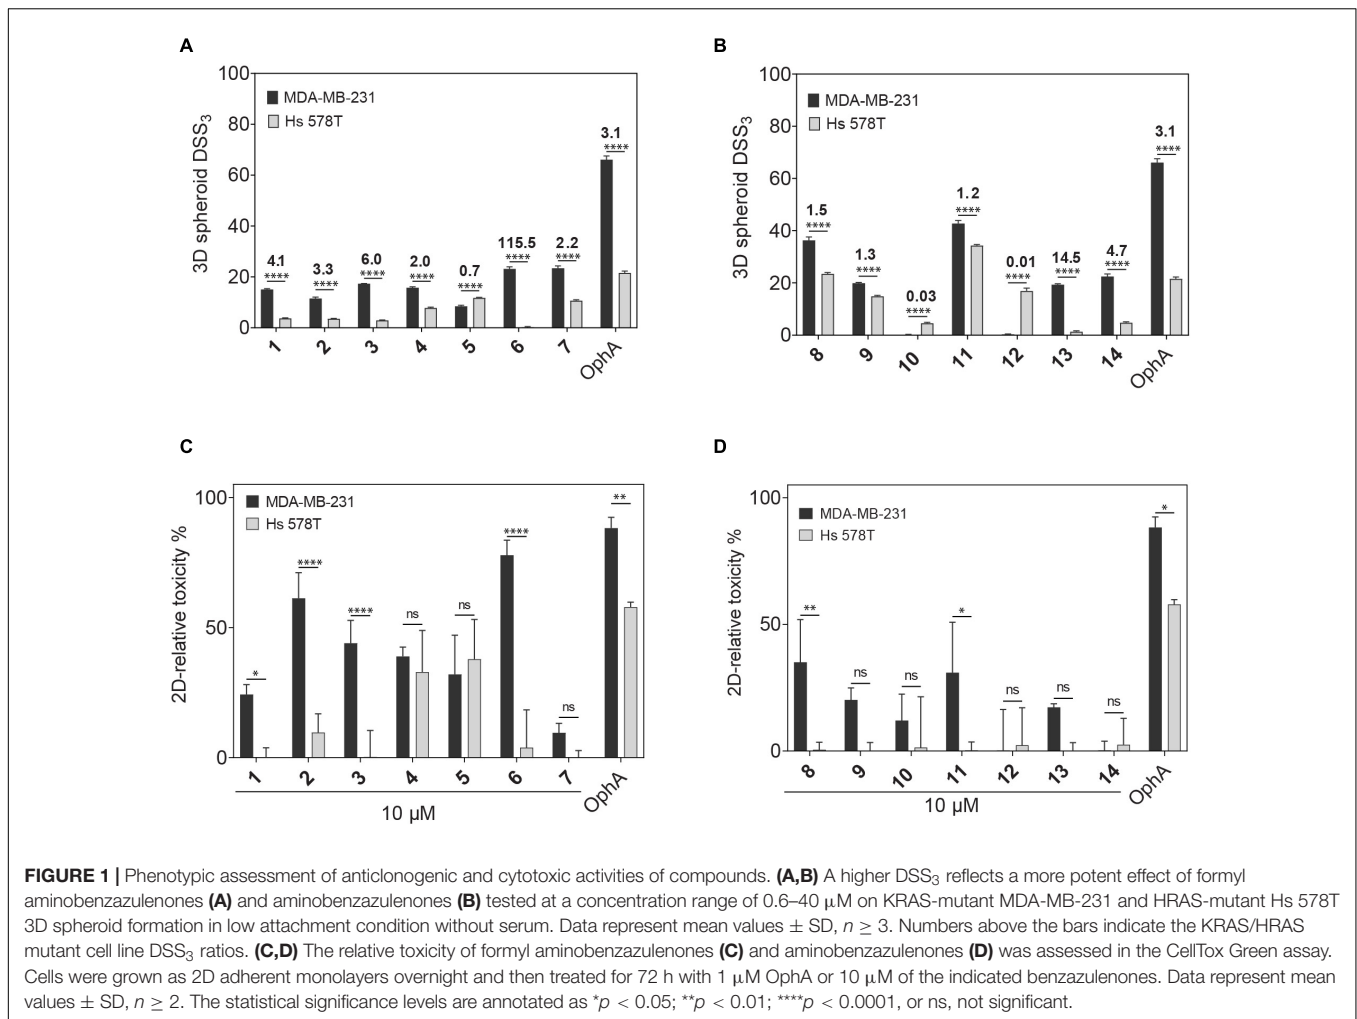 A
100
80
60
40
20
0
3D spheroid DSS3
MDA-MB-231
Hs 578T
4.1
****
3.3
****
6.0
****
2.0
****
0.7
****
115.5
****
2.2
****
3.1
****
1 2 3 4 5 6 7 OphA
B
100
80
60
40
20
0
3D spheroid DSS3
MDA-MB-231
Hs 578T
1.5
****
1.3
****
0.03
****
1.2
****
0.01
****
14.5
****
4.7
****
3.1
****
8 9 10 11 12 13 14 OphA
C
100
50
0
2D-relative toxicity %
MDA-MB-231
Hs 578T
*
****
****
ns
ns
****
ns
**
1 2 3 4 5 6 7 OphA
10 µM
D
100
50
0
2D-relative toxicity %
MDA-MB-231
Hs 578T
**
ns
ns
*
ns
ns
ns
*
8 9 10 11 12 13 14 OphA
10 µM
FIGURE 1 | Phenotypic assessment of anticlonogenic and cytotoxic activities of compounds. (A,B) A higher DSS3 reflects a more potent effect of formyl
aminobenzazulenones (A) and aminobenzazulenones (B) tested at a concentration range of 0.6–40 µM on KRAS-mutant MDA-MB-231 and HRAS-mutant Hs 578T
3D spheroid formation in low attachment condition without serum. Data represent mean values ± SD, n ≥ 3. Numbers above the bars indicate the KRAS/HRAS
mutant cell line DSS3 ratios. (C,D) The relative toxicity of formyl aminobenzazulenones (C) and aminobenzazulenones (D) was assessed in the CellTox Green assay.
Cells were grown as 2D adherent monolayers overnight and then treated for 72 h with 1 µM OphA or 10 µM of the indicated benzazulenones. Data represent mean
values ± SD, n ≥ 2. The statistical significance levels are annotated as *p < 0.05; **p < 0.01; ****p < 0.0001, or ns, not significant.